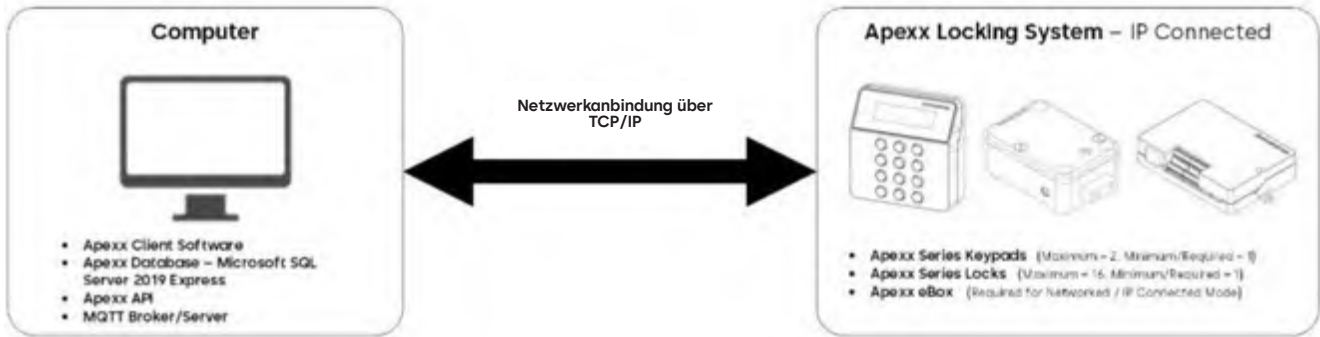 Computer
Apexx Locking System – IP Connected
Netzwerkanbindung über
TCP/IP
• Apexx Client Software
• Apexx Database – Microsoft SQL
Server 2019 Express
• Apexx API
• MQTT Broker/Server
• Apexx Series Keypads (Maximum = 2, Minimum/Required = 1)
• Apexx Series Locks (Maximum = 16, Minimum/Required = 1)
• Apexx eBox (Required for Networked / IP Connected Mode)